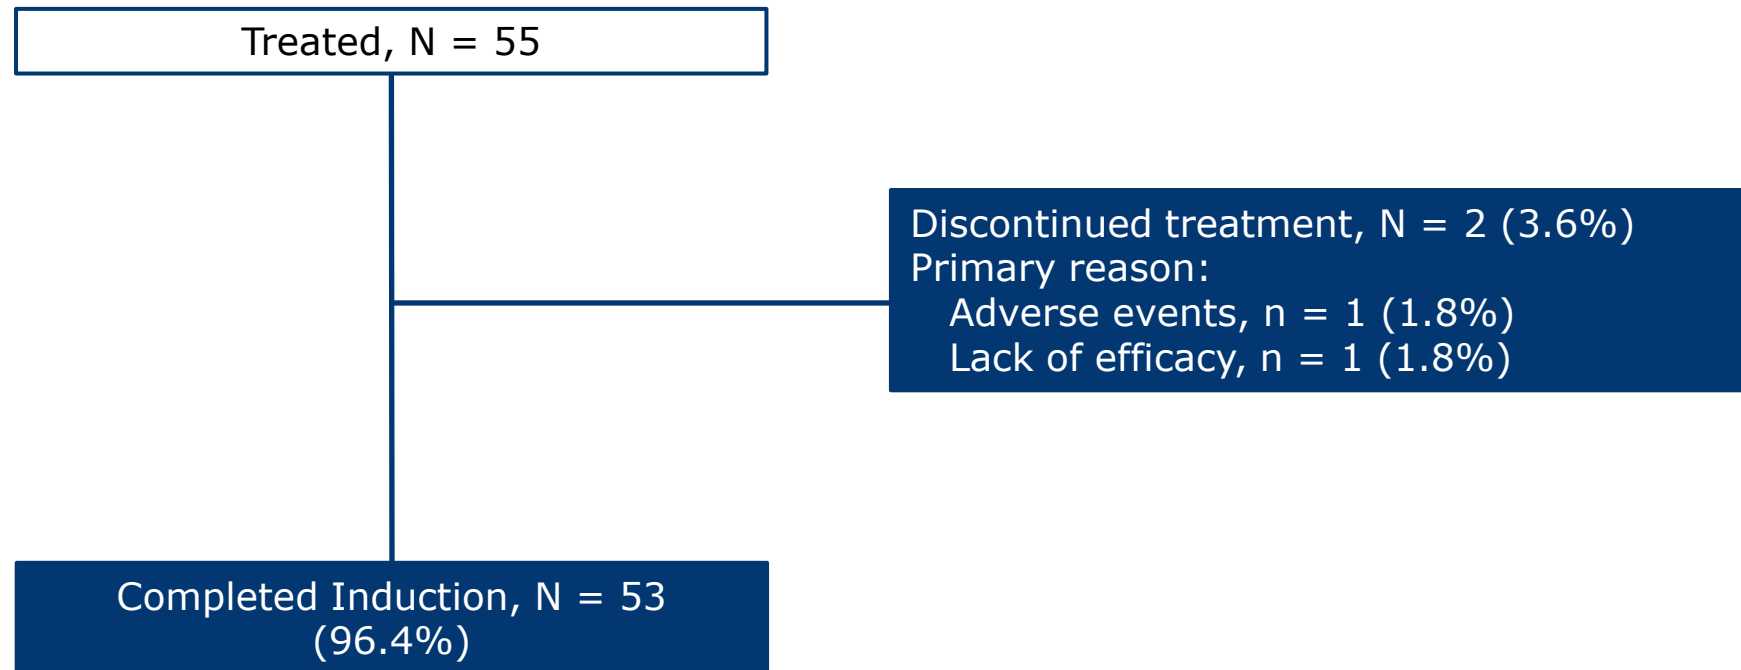 Treated, N = 55
Discontinued treatment, N = 2 (3.6%)
Primary reason:
Adverse events, n = 1 (1.8%)
Lack of efficacy, n = 1 (1.8%)
Completed Induction, N = 53
(96.4%)